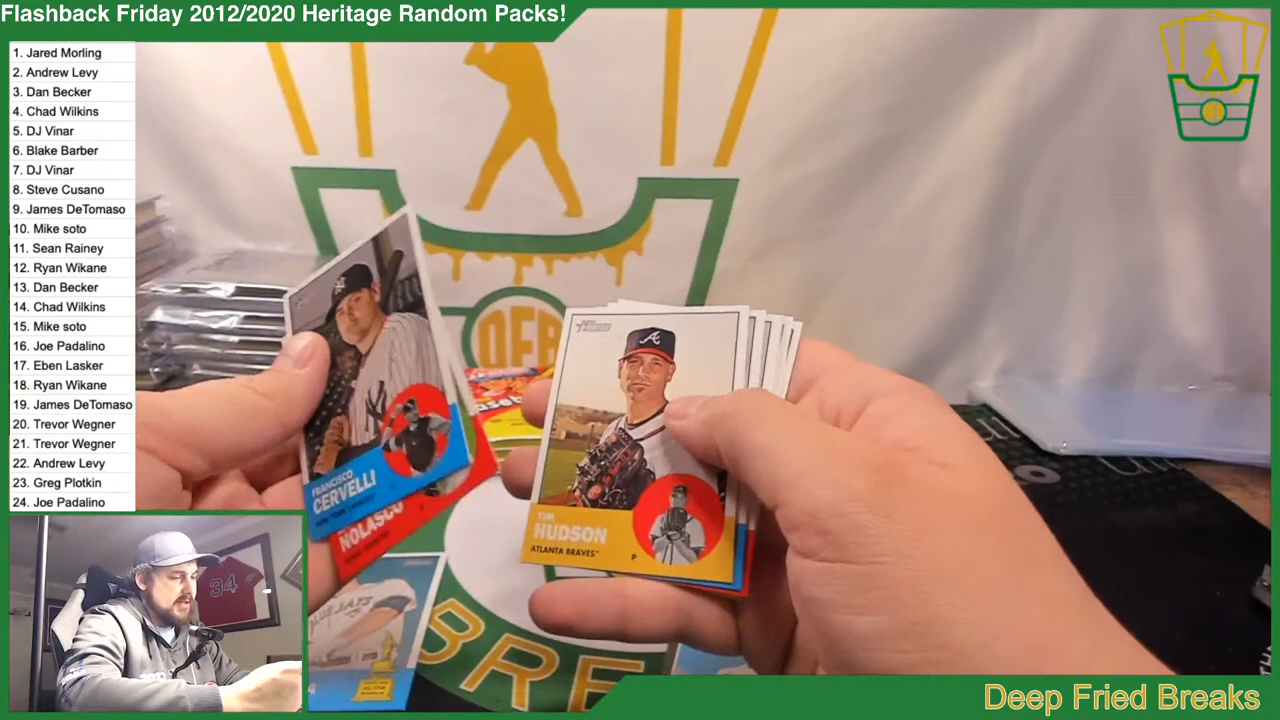 Flashback Friday 2012/2020 Heritage Random Packs!
1. Jared Morling
2. Andrew Levy
3. Dan Becker
4. Chad Wilkins
5. DJ Vinar
6. Blake Barber
7. DJ Vinar
8. Steve Cusano
9. James DeTomaso
10. Mike soto
11. Sean Rainey
12. Ryan Wikane
13. Dan Becker
14. Chad Wilkins
15. Mike soto
16. Joe Padalino
17. Eben Lasker
18. Ryan Wikane
19. James DeTomaso
20. Trevor Wegner
21. Trevor Wegner
22. Andrew Levy
23. Greg Plotkin
24. Joe Padalino
DFB
FRANCISCO
CERVELLI
NEW YORK YANKEES
NOLASCO
TIM
HUDSON
ATLANTA BRAVES™ P
A
34
BRE
Deep Fried Breaks